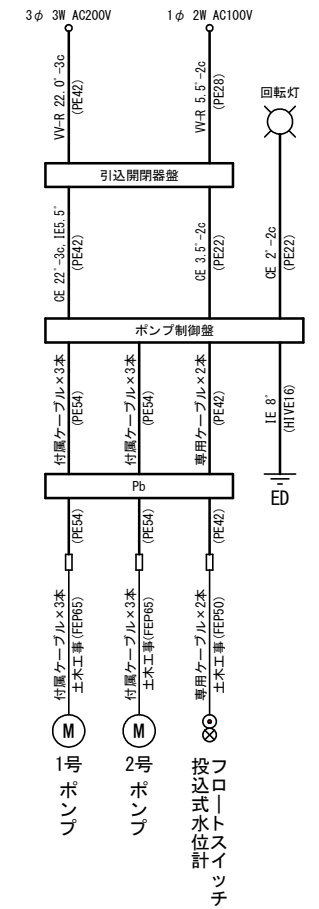 3φ 3W AC200V
1φ 2W AC100V
VV-R 22.0゜-3c
(PE42)
VV-R 5.5゜-2c
(PE28)
回転灯
引込開閉器盤
CE 22゜-3c,IE5.5゜
(PE42)
CE 3.5゜-2c
(PE22)
CE 2゜-2c
(PE22)
ポンプ制御盤
付属ケーブル×3本
(PE54)
付属ケーブル×3本
(PE54)
専用ケーブル×2本
(PE42)
IE 8゜
(HIVE16)
Pb
ED
(PE54)
(PE54)
(PE42)
付属ケーブル×3本
土木工事(FEP65)
付属ケーブル×3本
土木工事(FEP65)
専用ケーブル×2本
土木工事(FEP50)
M
M
1号ポンプ
2号ポンプ
フロートスイッチ
投込式水位計